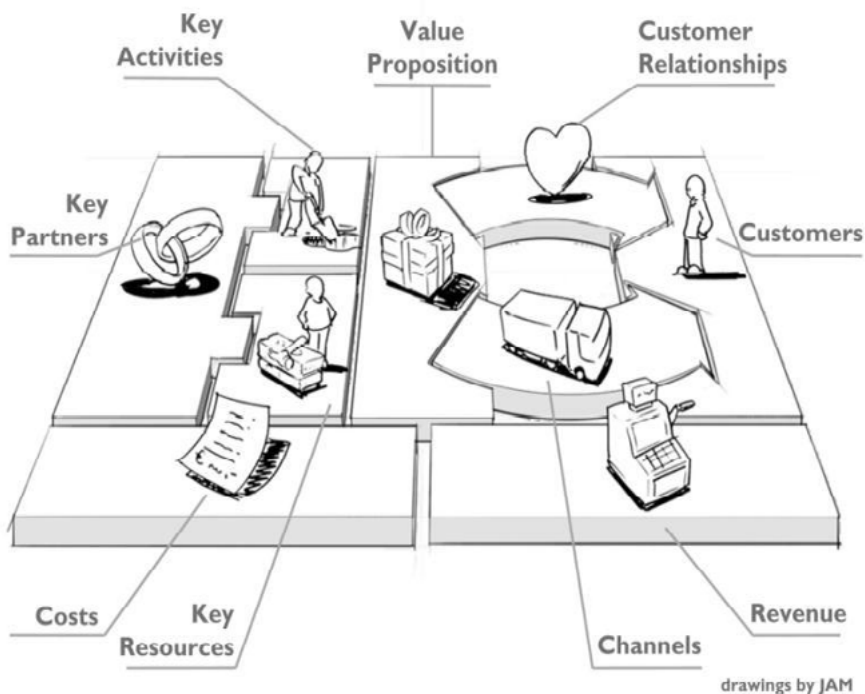 Key
Activities
Value
Proposition
Customer
Relationships
Key
Partners
Customers
Costs
Key
Resources
Channels
Revenue
drawings by JAM